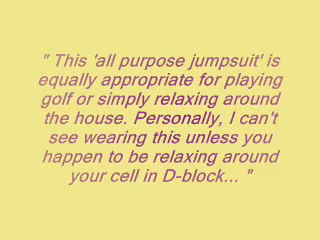 " This 'all purpose jumpsuit' is
equally appropriate for playing
golf or simply relaxing around
the house. Personally, I can't
see wearing this unless you
happen to be relaxing around
your cell in D-block... "